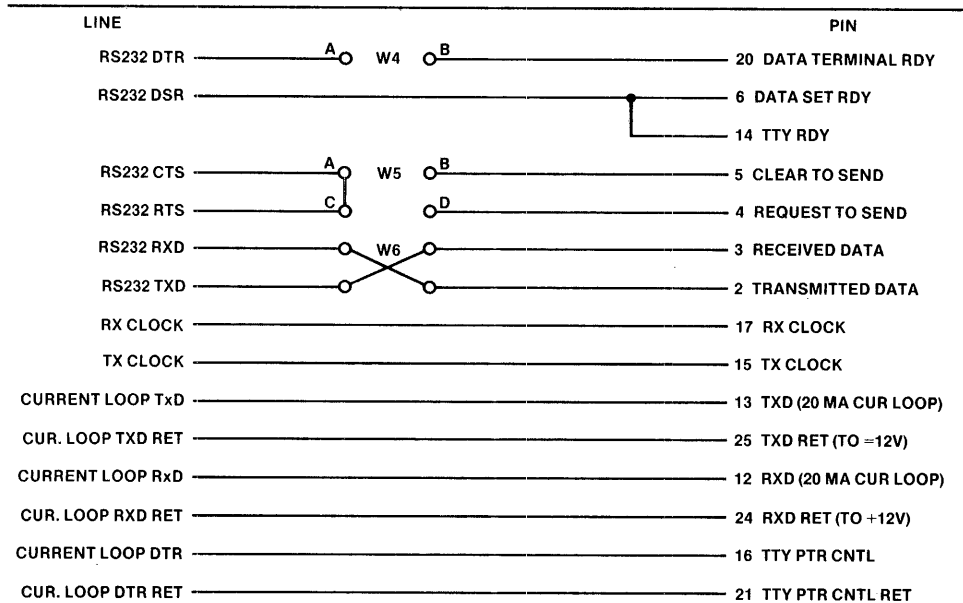 LINE PIN
RS232 DTR A W4 B 20 DATA TERMINAL RDY
RS232 DSR 6 DATA SET RDY
14 TTY RDY
RS232 CTS A W5 B 5 CLEAR TO SEND
RS232 RTS C D 4 REQUEST TO SEND
RS232 RXD W6 3 RECEIVED DATA
RS232 TXD 2 TRANSMITTED DATA
RX CLOCK 17 RX CLOCK
TX CLOCK 15 TX CLOCK
CURRENT LOOP TxD 13 TXD (20 MA CUR LOOP)
CUR. LOOP TXD RET 25 TXD RET (TO =12V)
CURRENT LOOP RxD 12 RXD (20 MA CUR LOOP)
CUR. LOOP RXD RET 24 RXD RET (TO +12V)
CURRENT LOOP DTR 16 TTY PTR CNTL
CUR. LOOP DTR RET 21 TTY PTR CNTL RET